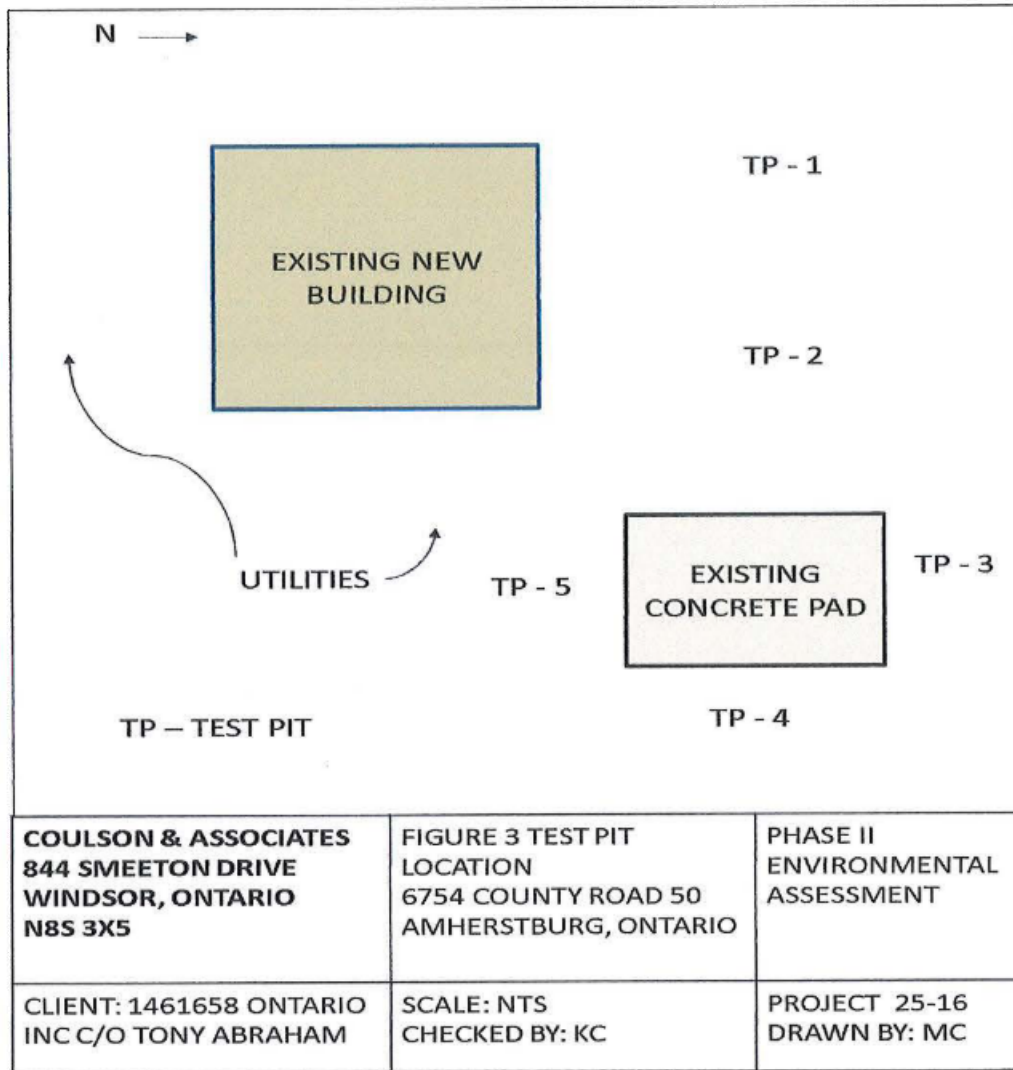 N
TP - 1
EXISTING NEW
BUILDING
TP - 2
UTILITIES
TP - 5
EXISTING
CONCRETE PAD
TP - 3
TP – TEST PIT
TP - 4
COULSON & ASSOCIATES
844 SMEETON DRIVE
WINDSOR, ONTARIO
N8S 3X5
FIGURE 3 TEST PIT
LOCATION
6754 COUNTY ROAD 50
AMHERSTBURG, ONTARIO
PHASE II
ENVIRONMENTAL
ASSESSMENT
CLIENT: 1461658 ONTARIO
INC C/O TONY ABRAHAM
SCALE: NTS
CHECKED BY: KC
PROJECT 25-16
DRAWN BY: MC